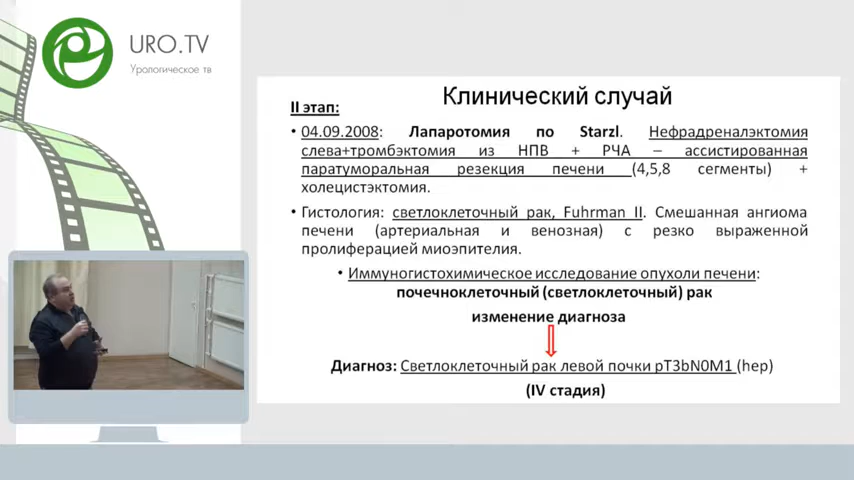 URO.TV
Урологическое тв
Клинический случай
II этап:
• 04.09.2008: Лапаротомия по Starzl. Нефрадреналэктомия
слева+тромбэктомия из НПВ + РЧА – ассистированная
паратуморальная резекция печени (4,5,8 сегменты) +
холецистэктомия.
• Гистология: светлоклеточный рак, Fuhrman II. Смешанная ангиома
печени (артериальная и венозная) с резко выраженной
пролиферацией миоэпителия.
• Иммуногистохимическое исследование опухоли печени:
почечноклеточный (светлоклеточный) рак
изменение диагноза
Диагноз: Светлоклеточный рак левой почки pT3bN0M1 (hep)
(IV стадия)